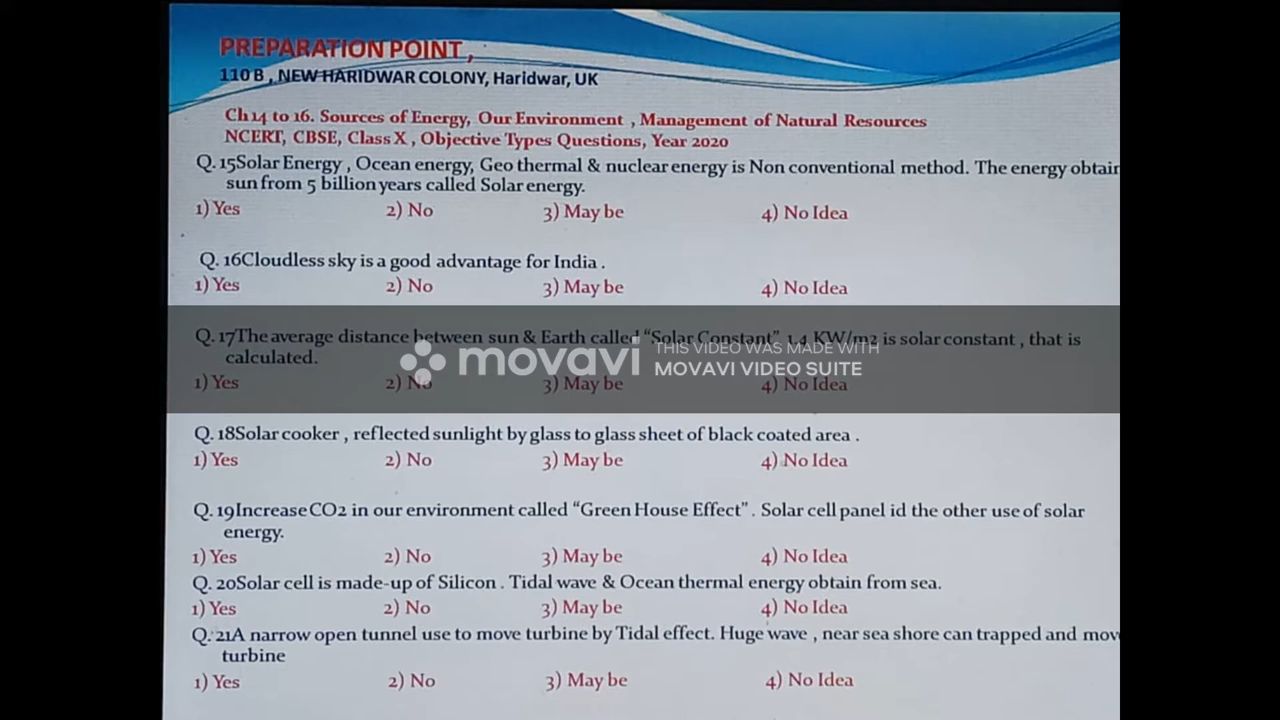 PREPARATION POINT ,
110 B , NEW HARIDWAR COLONY, Haridwar, UK
Ch 14 to 16. Sources of Energy, Our Environment , Management of Natural Resources
NCERT, CBSE, Class X , Objective Types Questions, Year 2020
Q. 15Solar Energy , Ocean energy, Geo thermal & nuclear energy is Non conventional method. The energy obtain
sun from 5 billion years called Solar energy.
1) Yes 2) No 3) May be 4) No Idea
Q. 16Cloudless sky is a good advantage for India .
1) Yes 2) No 3) May be 4) No Idea
Q. 17The average distance between sun & Earth called “Solar Constant” 1.4 KW/m2 is solar constant , that is
calculated.
1) Yes 2) No 3) May be 4) No Idea
movavi THIS VIDEO WAS MADE WITH
MOVAVI VIDEO SUITE
Q. 18Solar cooker , reflected sunlight by glass to glass sheet of black coated area .
1) Yes 2) No 3) May be 4) No Idea
Q. 19Increase CO2 in our environment called “Green House Effect” . Solar cell panel id the other use of solar
energy.
1) Yes 2) No 3) May be 4) No Idea
Q. 20Solar cell is made-up of Silicon . Tidal wave & Ocean thermal energy obtain from sea.
1) Yes 2) No 3) May be 4) No Idea
Q. 21A narrow open tunnel use to move turbine by Tidal effect. Huge wave , near sea shore can trapped and mov
turbine
1) Yes 2) No 3) May be 4) No Idea